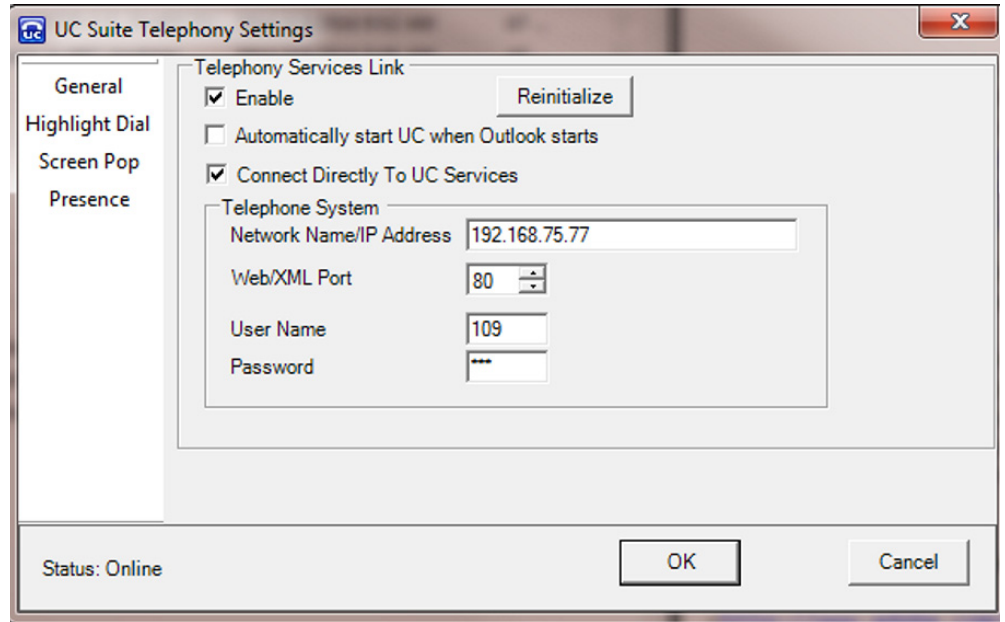 UC Suite Telephony Settings
General
Highlight Dial
Screen Pop
Presence
Telephony Services Link
Enable
Reinitialize
Automatically start UC when Outlook starts
Connect Directly To UC Services
Telephone System
Network Name/IP Address 192.168.75.77
Web/XML Port 80
User Name 109
Password ***
Status: Online
OK
Cancel